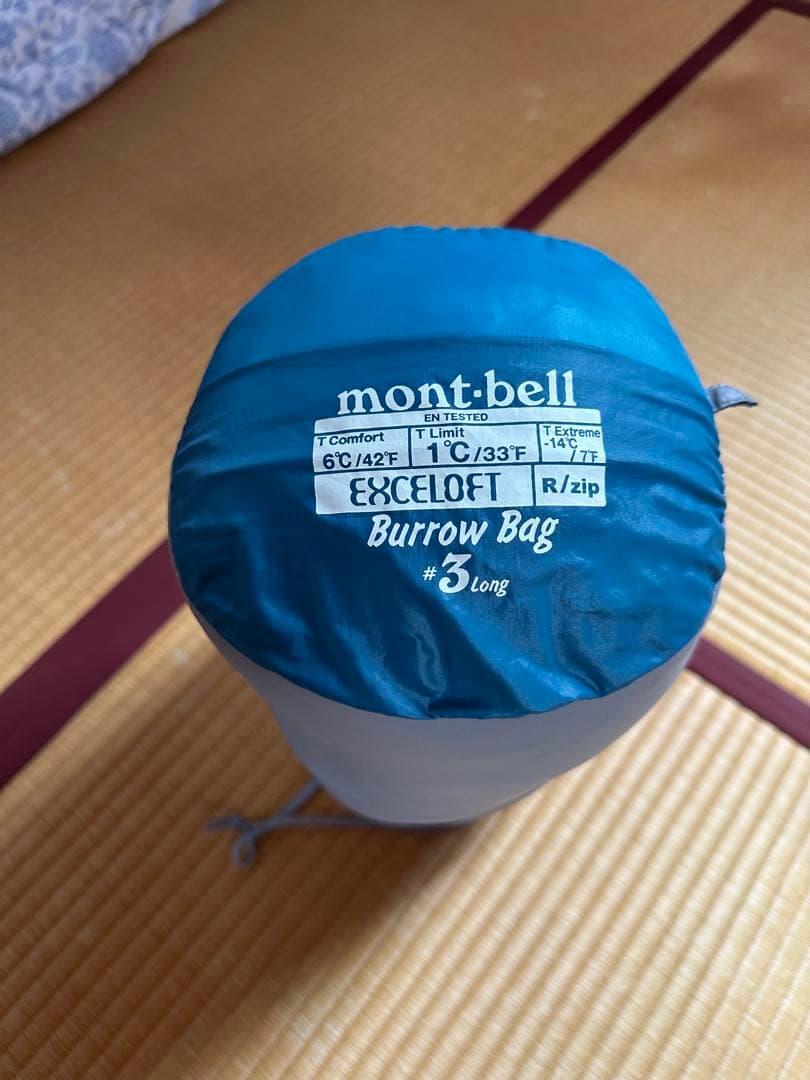 mont-bell
EN TESTED
T Comfort T Limit T Extreme
6℃/42℉ 1℃/33℉ -14℃/7℉
EXCELOFT R/zip
Burrow Bag
#3 Long